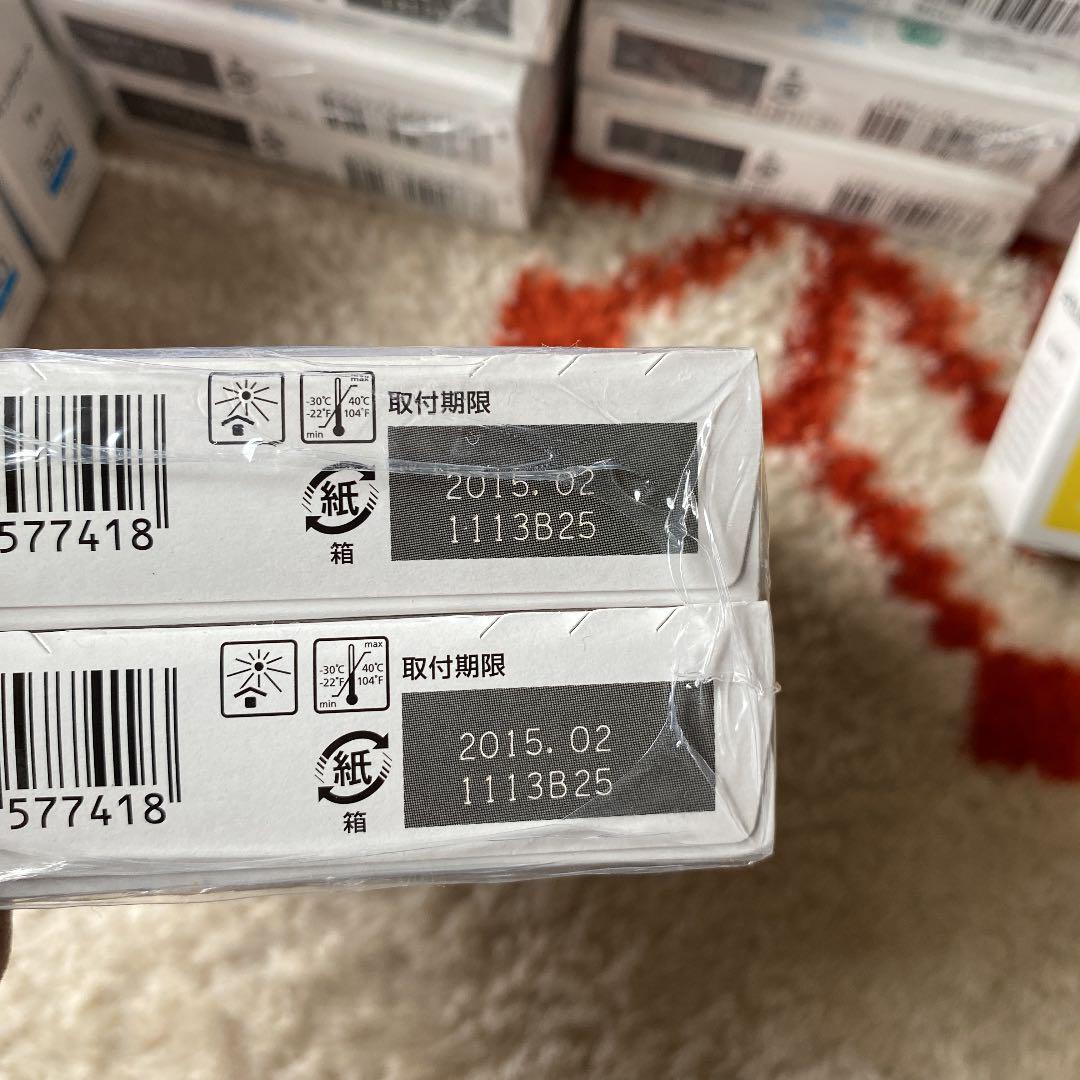 max
-30℃ 40℃
-22°F 104°F
min
取付期限
紙
箱
2015.02
1113B25
577418
max
-30℃ 40℃
-22°F 104°F
min
取付期限
紙
箱
2015.02
1113B25
577418